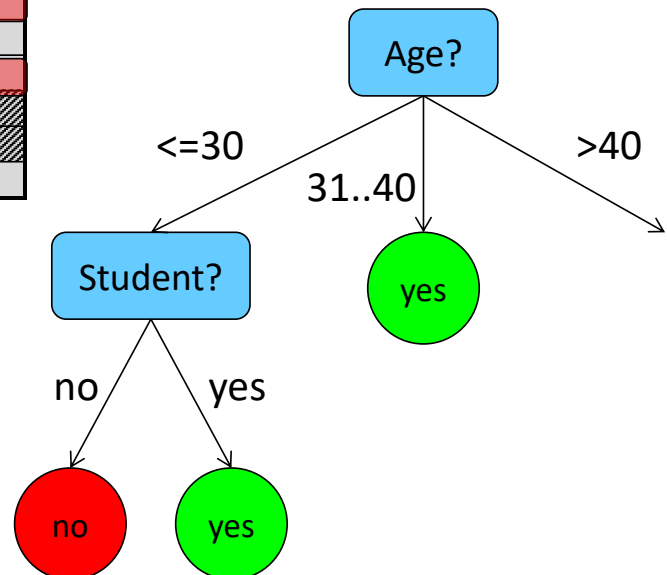 Age?
<=30
31..40
>40
Student?
yes
no
yes
no
yes